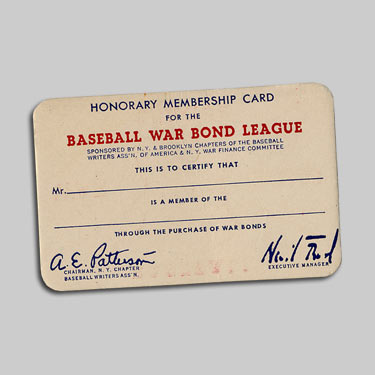 HONORARY MEMBERSHIP CARD
FOR THE
BASEBALL WAR BOND LEAGUE
SPONSORED BY N. Y. & BROOKLYN CHAPTERS OF THE BASEBALL
WRITERS ASS'N, OF AMERICA & N. Y. WAR FINANCE COMMITTEE
THIS IS TO CERTIFY THAT
Mr.
IS A MEMBER OF THE
THROUGH THE PURCHASE OF WAR BONDS
A. E. Patterson
CHAIRMAN, N. Y. CHAPTER
BASEBALL WRITERS ASS'N.
EXECUTIVE MANAGER